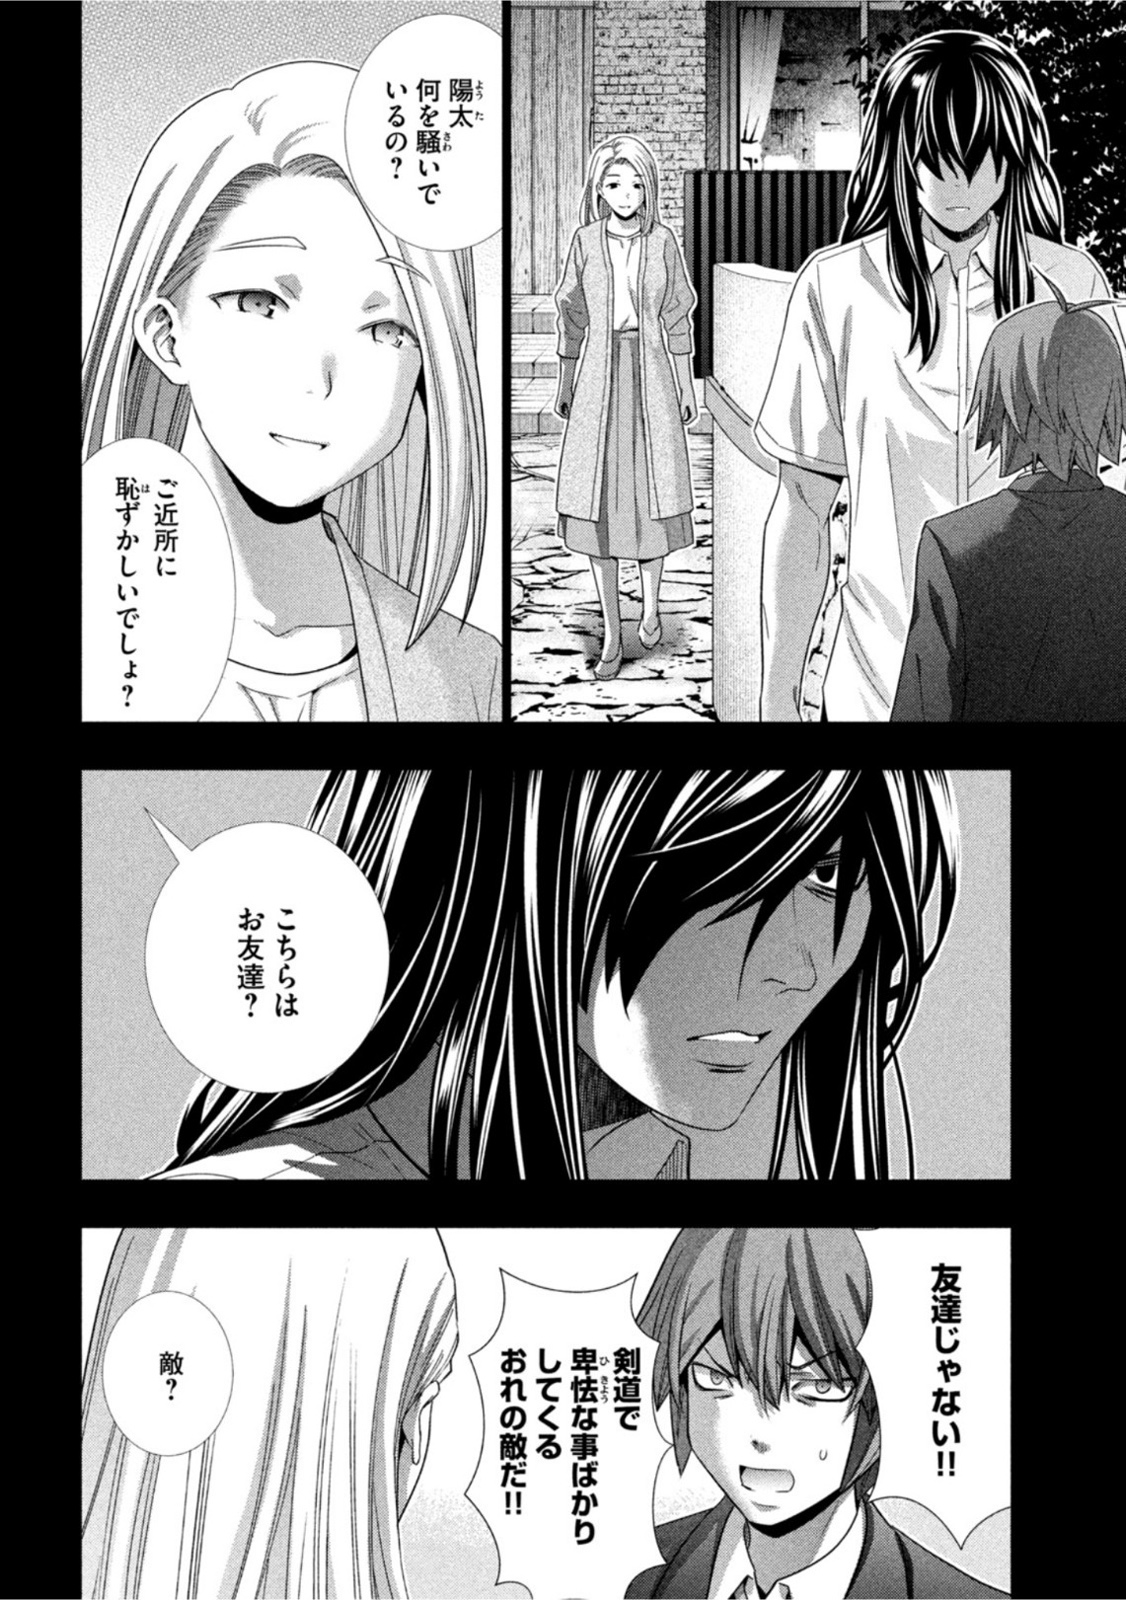 陽太
何を騒いで
いるの?
ご近所に
恥ずかしいでしょ?
こちらは
お友達?
友達じゃない!!
剣道で
卑怯な事ばかり
してくる
おれの敵だ!!
敵?